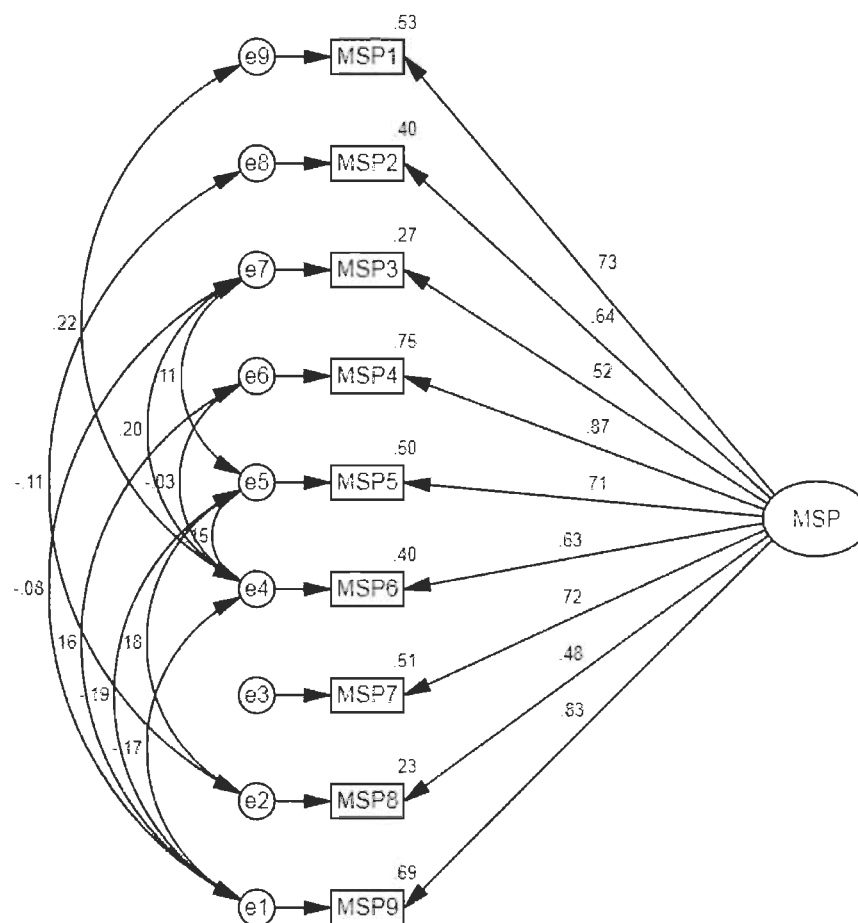 .53
e9 MSP1
.40
e8 MSP2
.27
e7 MSP3
73
.64
.22
.75
52
11
e6 MSP4
.87
.20
.50
-.11
-.03
e5 MSP5
71
MSP
15
.40
.63
-.08
e4 MSP6
72
16
18
.51
.48
-.19
e3 MSP7
.83
-.17
23
e2 MSP8
.69
e1 MSP9